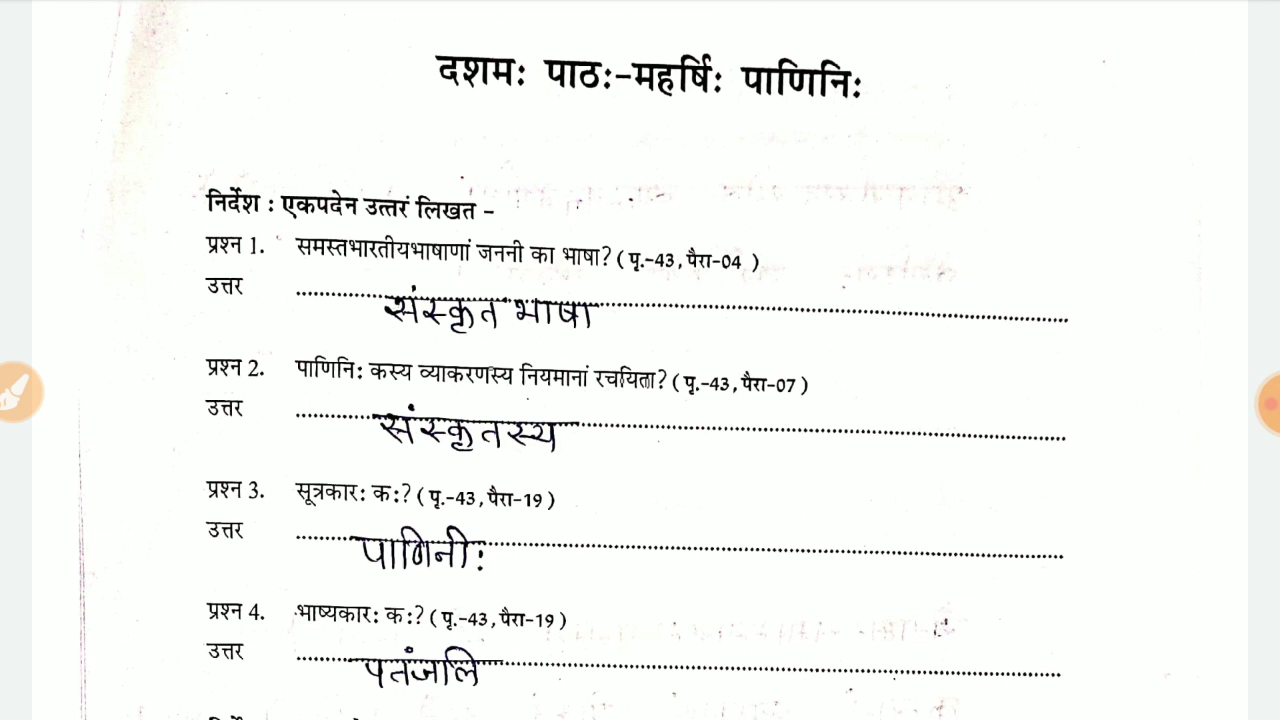 दशमः पाठः-महर्षिः पाणिनिः
निर्देश : एकपदेन उत्तरं लिखत -
प्रश्न 1. समस्तभारतीयभाषाणां जननी का भाषा? ( पृ.-43, पैरा-04 )
उत्तर
संस्कृत भाषा
प्रश्न 2. पाणिनिः कस्य व्याकरणस्य नियमानां रचयिता? ( पृ.-43, पैरा-07 )
उत्तर
संस्कृतस्य
प्रश्न 3. सूत्रकारः कः? ( पृ.-43, पैरा-19 )
उत्तर
पाणिनीः
प्रश्न 4. भाष्यकारः कः? ( पृ.-43, पैरा-19 )
उत्तर
पतंजलि